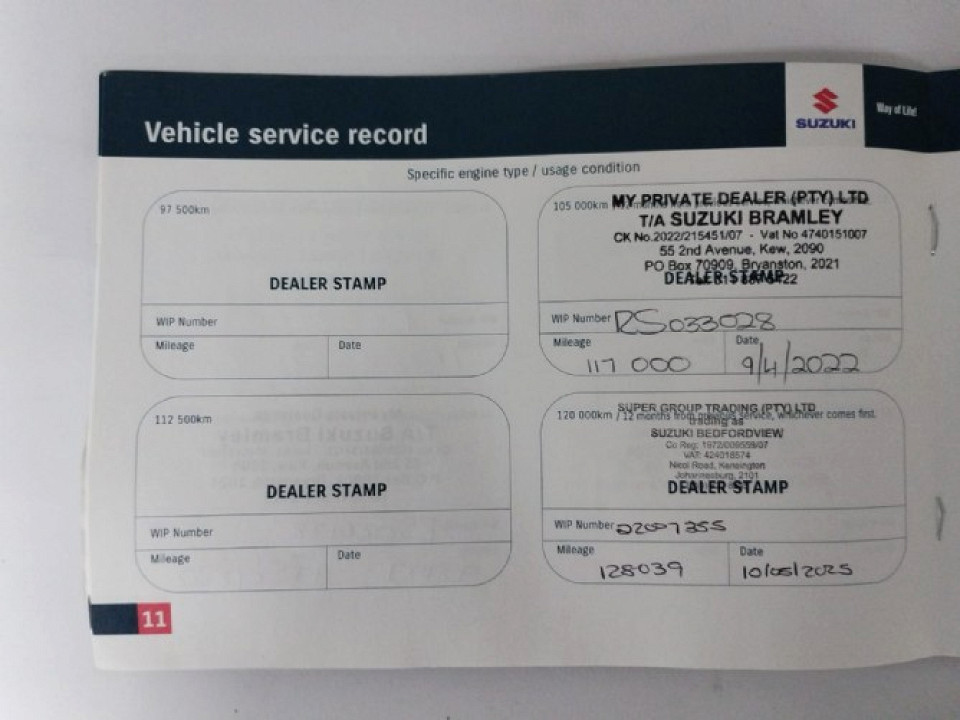 Vehicle service record
SUZUKI
Way of Life!
Specific engine type / usage condition
97 500km
DEALER STAMP
WIP Number
Mileage
Date
105 000km
MY PRIVATE DEALER (PTY) LTD
T/A SUZUKI BRAMLEY
CK No.2022/215451/07 - Vat No 4740151007
55 2nd Avenue, Kew, 2090
PO Box 70909, Bryanston, 2021
DEALER STAMP
WIP Number RS033028
Mileage
Date
117 000
9/4/2022
112 500km
DEALER STAMP
WIP Number
Mileage
Date
SUPER GROUP TRADING (PTY) LTD
120 000km / 12 months from previous service, whichever comes first.
trading as
SUZUKI BEDFORDVIEW
VAT: 424018574
Nicol Road, Kensington
Johannesburg, 2101
DEALER STAMP
WIP Number 22007355
Mileage
Date
128039
10/05/2025
11